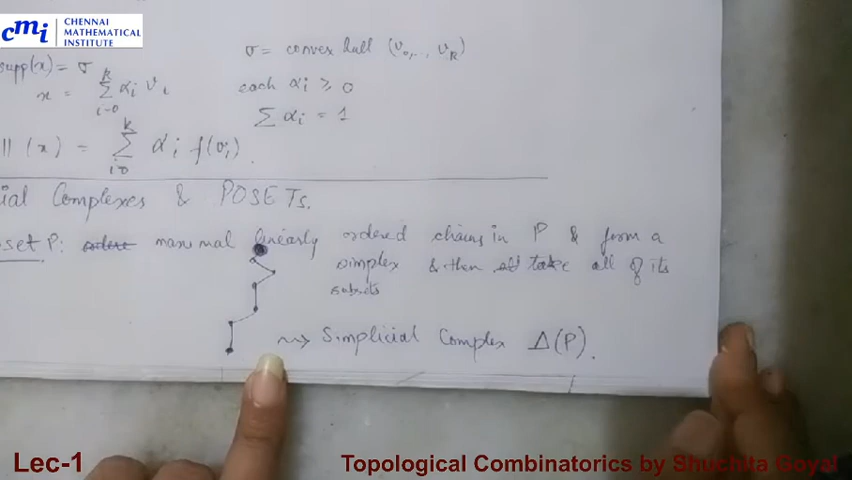 cmi CHENNAI
MATHEMATICAL
INSTITUTE
supp(x) = σ σ = convex hull (v₀, .., v_k)
x = Σ_{i=0}^{k} αᵢ vᵢ each αᵢ ≥ 0
Σ αᵢ = 1
|| (x) = Σ_{i=0}^{k} αᵢ f(vᵢ).
ial Complexes & POSETs.
oset P: maximal linearly ordered chains in P & form a
simplex & then take all of its
subsets
⇝ Simplicial Complex Δ(P).
Lec-1 Topological Combinatorics by Shuchita Goyal